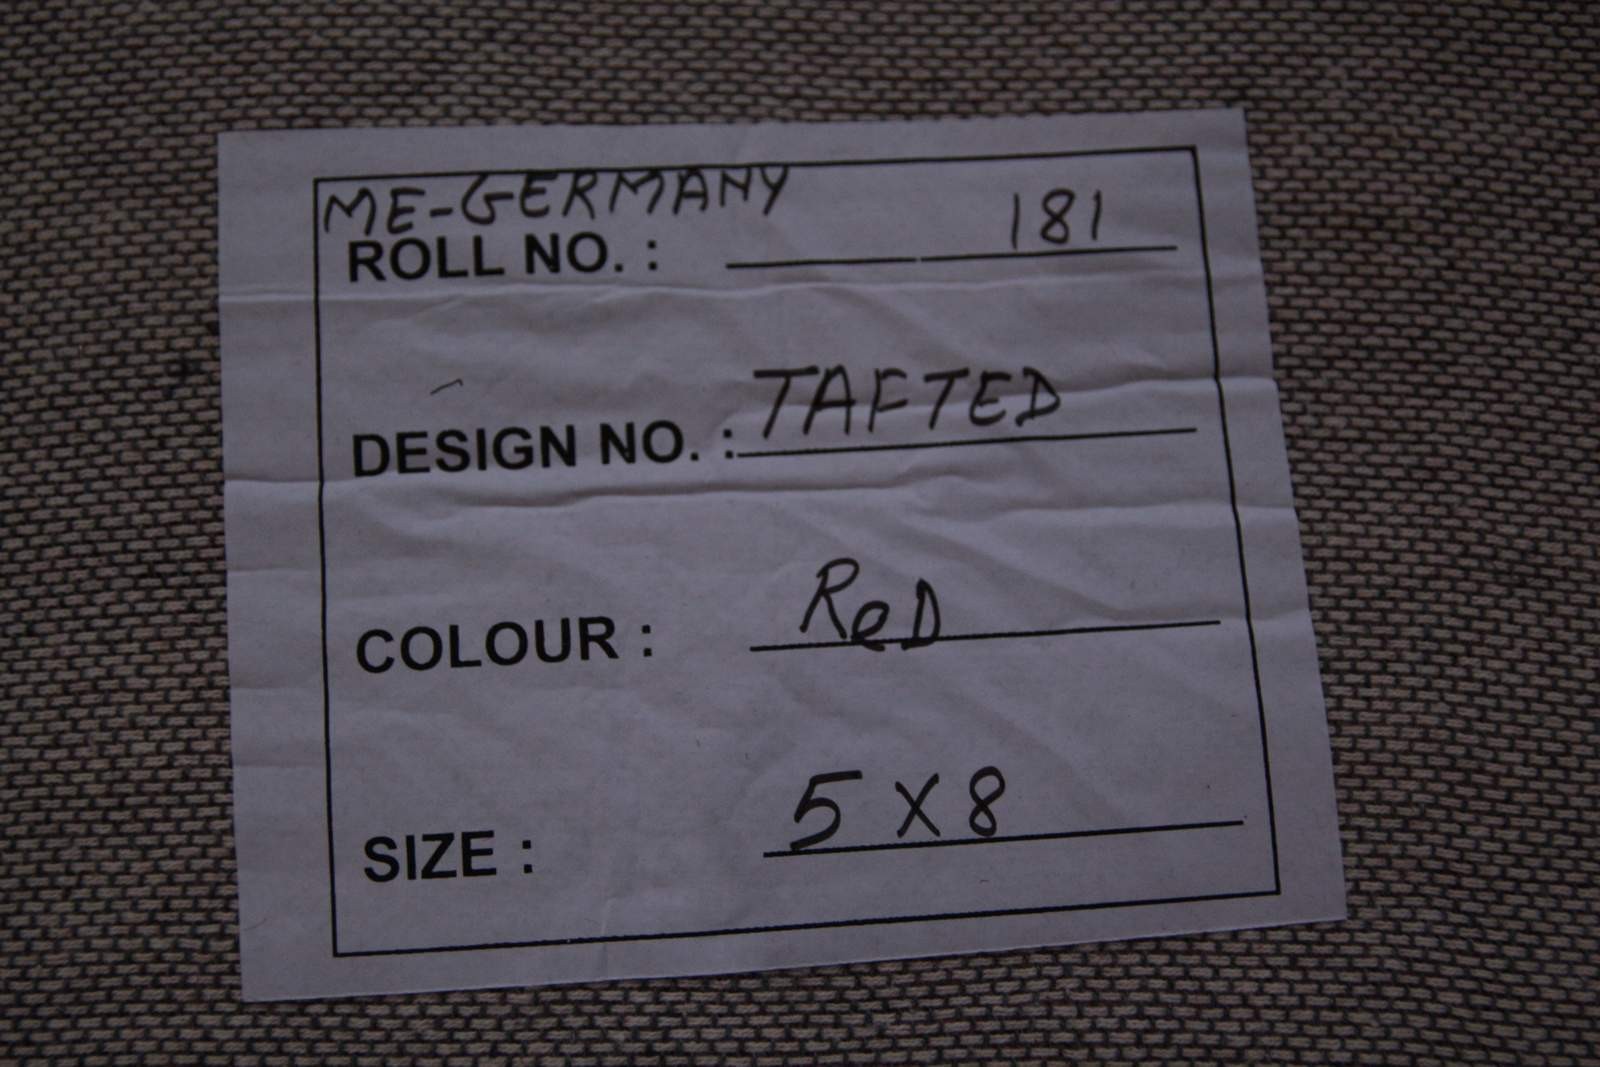 ME-GERMANY
ROLL NO. : 181
DESIGN NO. : TAFTED
COLOUR : ReD
SIZE : 5 X 8